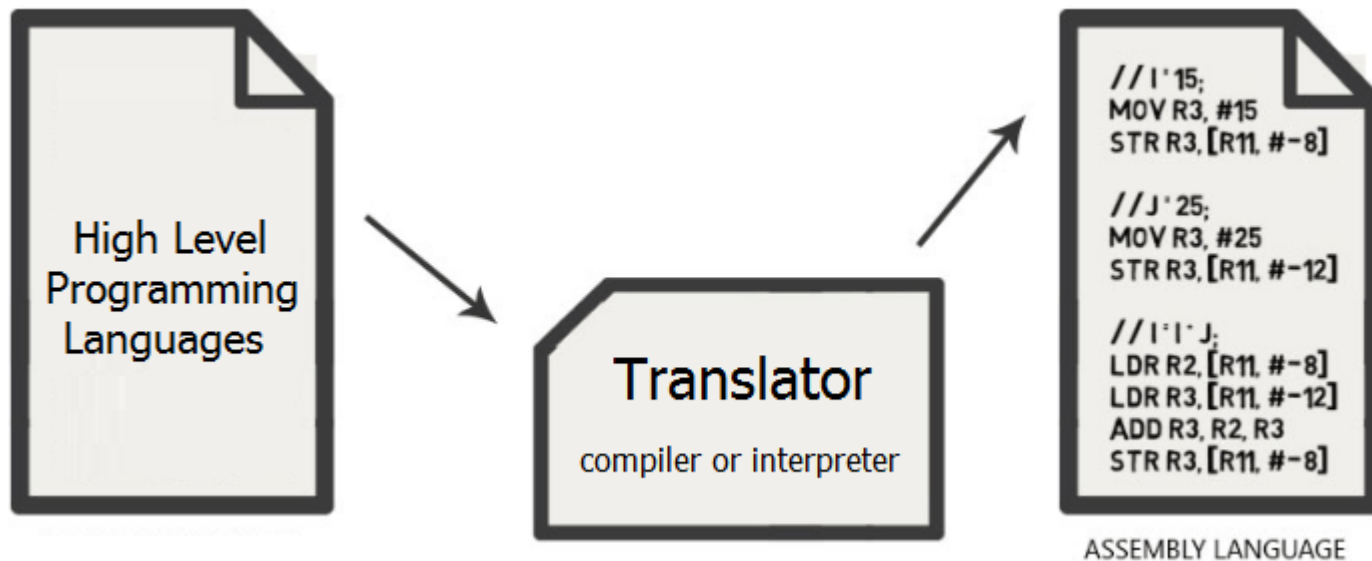 High Level
Programming
Languages
Translator
compiler or interpreter
//I·15;
MOV R3, #15
STR R3, [R11, #-8]
//J·25;
MOV R3, #25
STR R3, [R11, #-12]
//I:I·J;
LDR R2, [R11, #-8]
LDR R3, [R11, #-12]
ADD R3, R2, R3
STR R3, [R11, #-8]
ASSEMBLY LANGUAGE